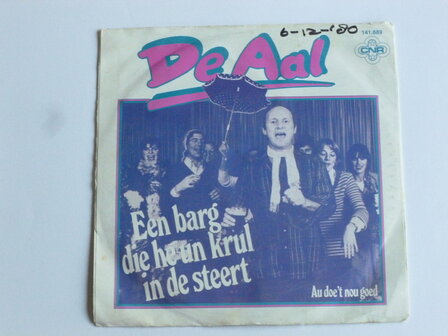 6-12-'80
141.689
De Aal
CNR
Een barg
die he un krul
in de steert
Au doe't nou goed